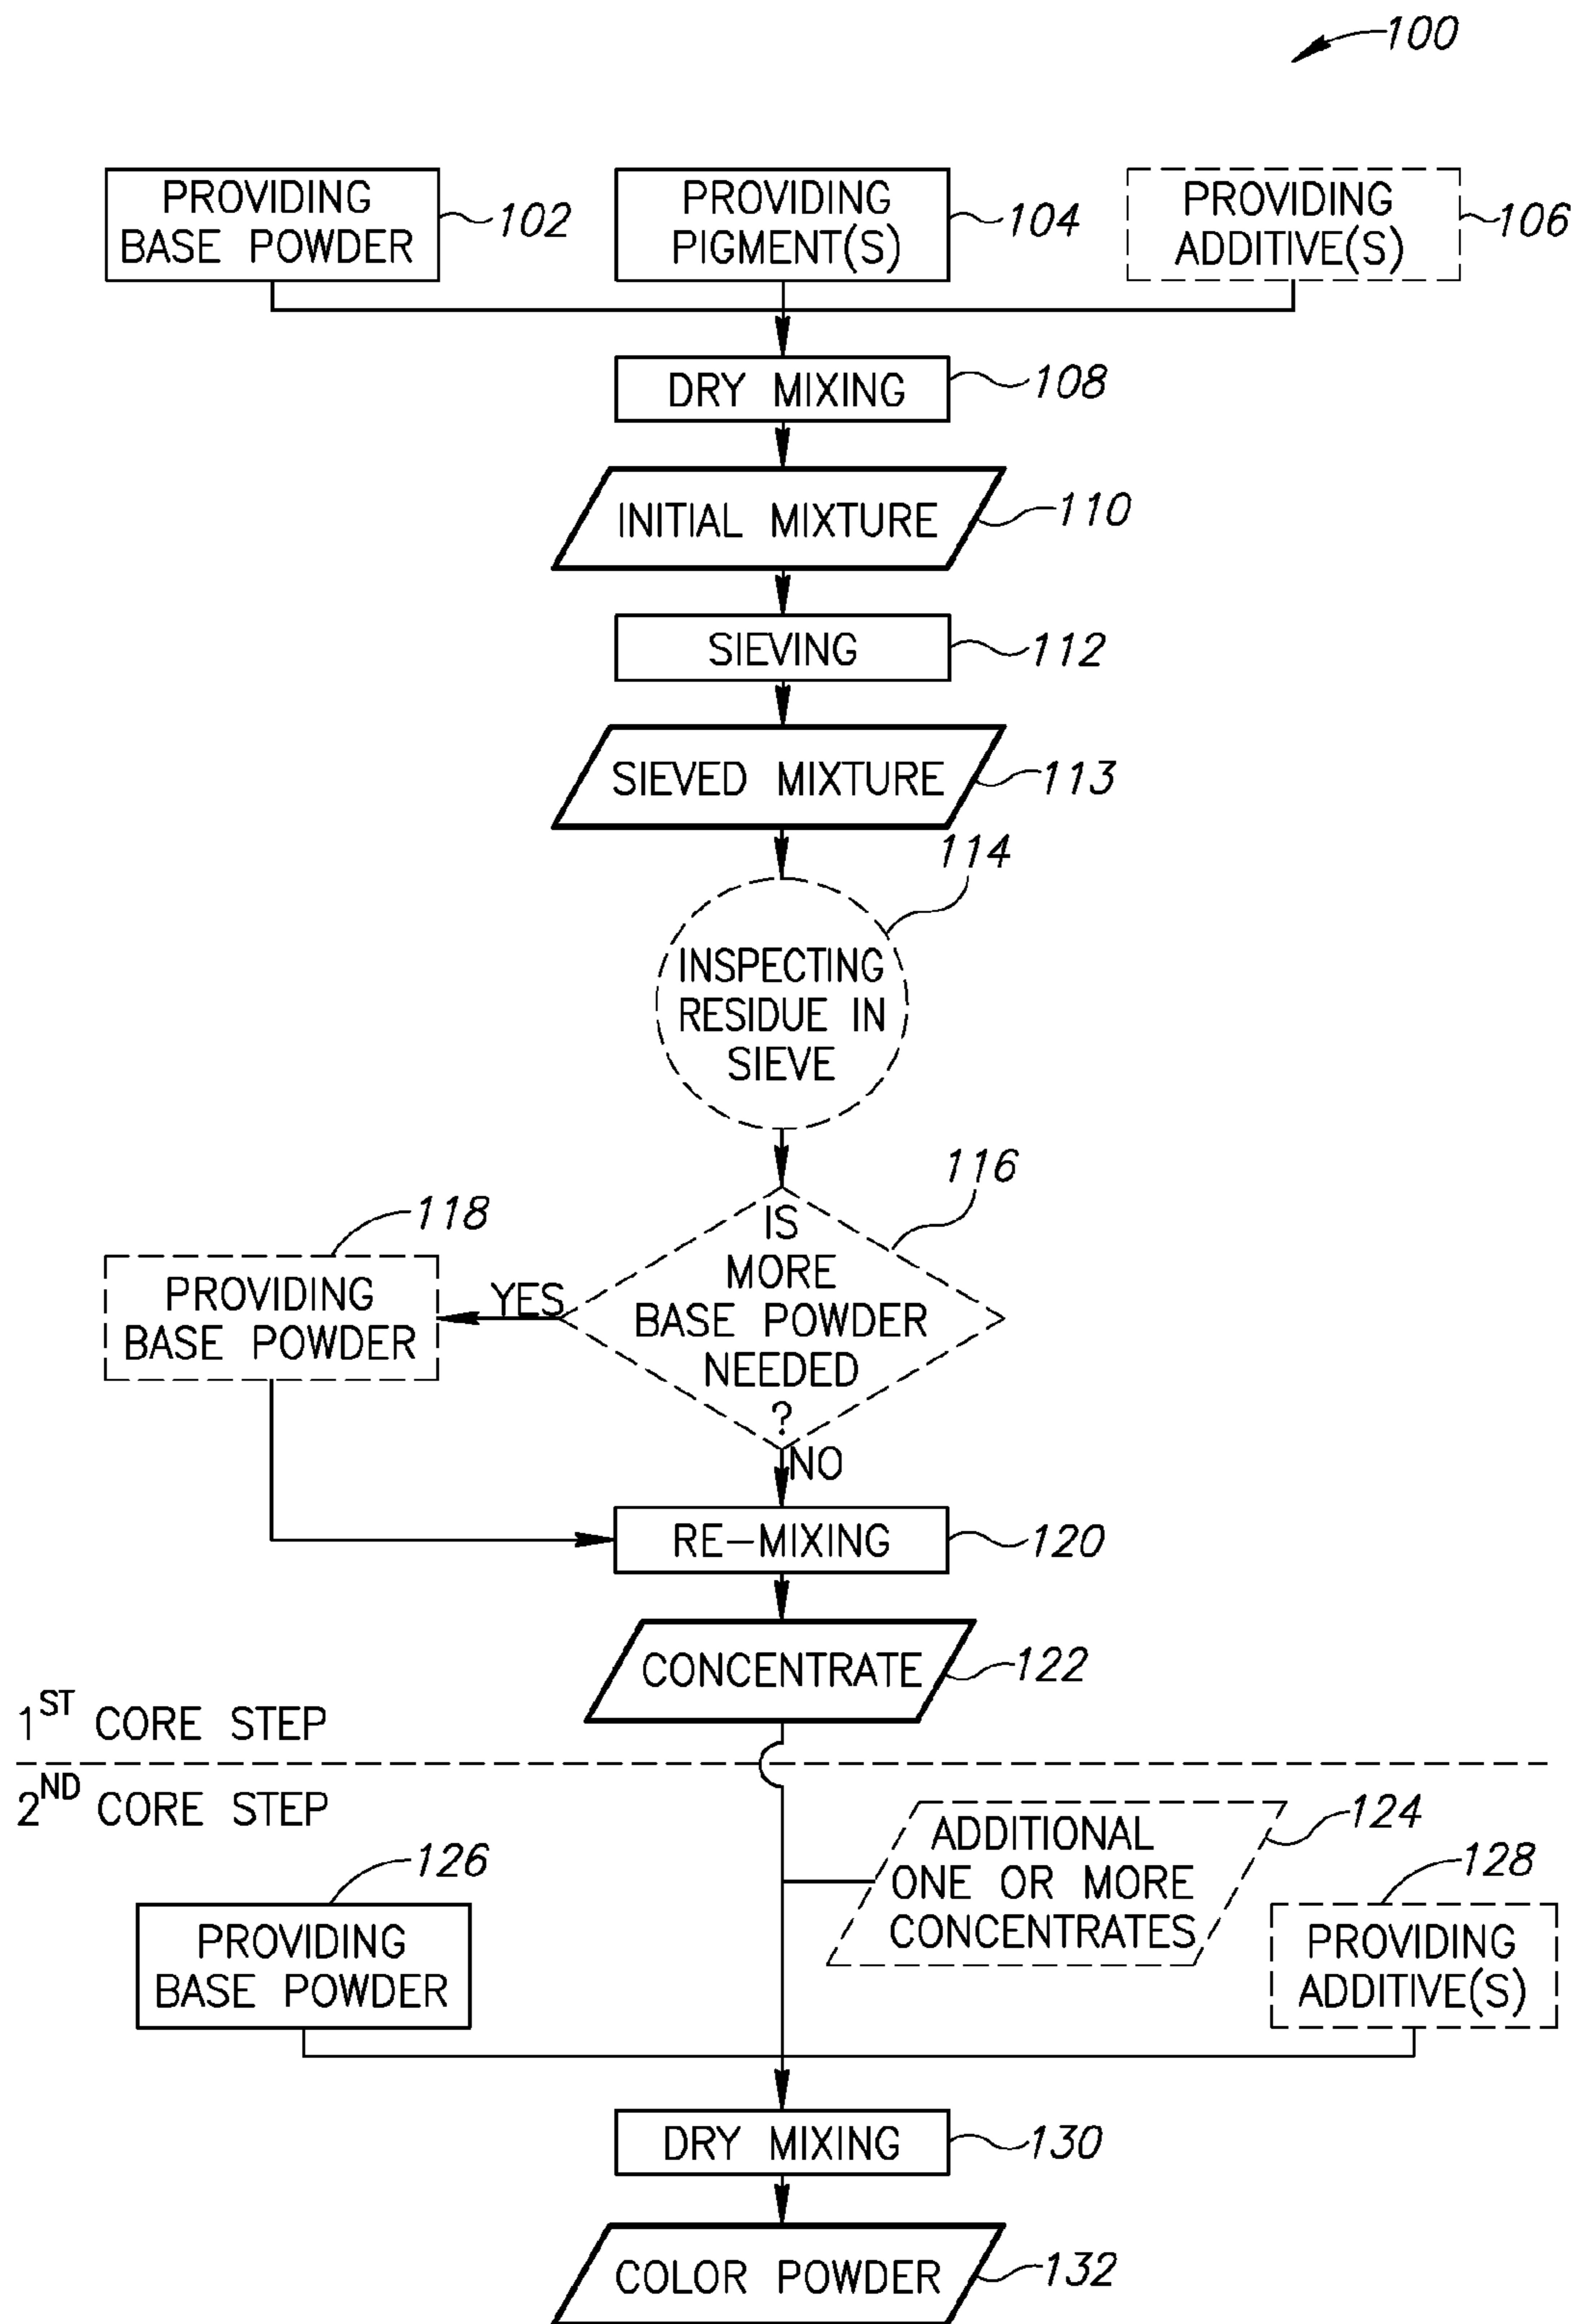 100
PROVIDING
BASE POWDER
102
PROVIDING
PIGMENT(S)
104
PROVIDING
ADDITIVE(S)
106
DRY MIXING
108
INITIAL MIXTURE
110
SIEVING
112
SIEVED MIXTURE
113
114
INSPECTING
RESIDUE IN
SIEVE
116
IS
MORE
BASE POWDER
NEEDED
?
YES
118
PROVIDING
BASE POWDER
NO
RE-MIXING
120
CONCENTRATE
122
1ST CORE STEP
2ND CORE STEP
ADDITIONAL
ONE OR MORE
CONCENTRATES
124
126
PROVIDING
BASE POWDER
128
PROVIDING
ADDITIVE(S)
DRY MIXING
130
COLOR POWDER
132